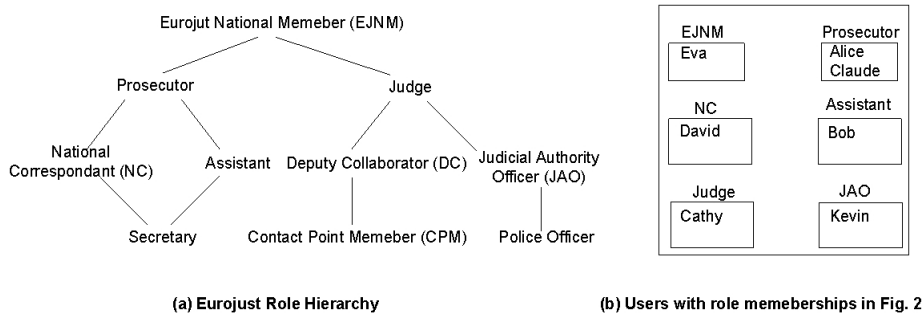 Eurojut National Memeber (EJNM)
Prosecutor
Judge
National
Correspondant (NC)
Assistant
Deputy Collaborator (DC)
Judicial Authority
Officer (JAO)
Secretary
Contact Point Memeber (CPM)
Police Officer
(a) Eurojust Role Hierarchy
EJNM
Eva
Prosecutor
Alice
Claude
NC
David
Assistant
Bob
Judge
Cathy
JAO
Kevin
(b) Users with role memeberships in Fig. 2